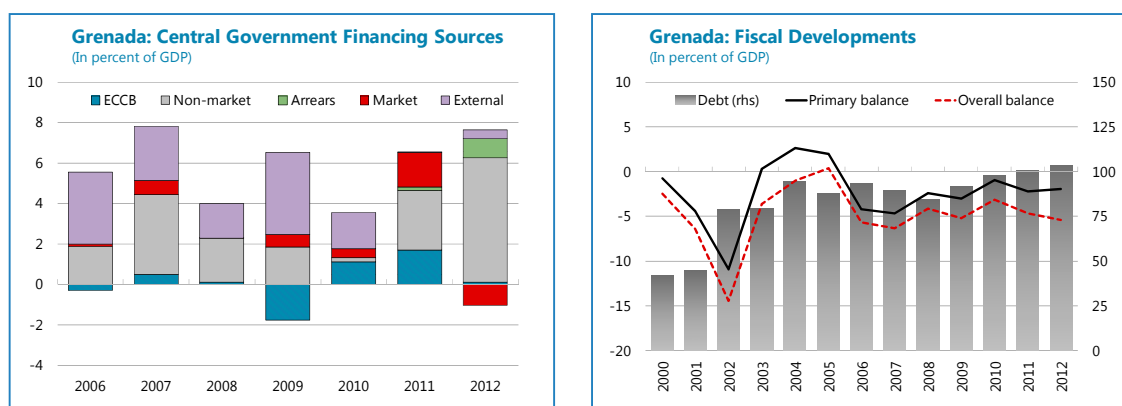 Grenada: Central Government Financing Sources
(In percent of GDP)
10
ECCB Non-market Arrears Market External
8
6
4
2
0
-2
-4
2006 2007 2008 2009 2010 2011 2012
Grenada: Fiscal Developments
(In percent of GDP)
10 150
Debt (rhs) Primary balance Overall balance
5 125
0 100
-5 75
-10 50
-15 25
-20 0
2000 2001 2002 2003 2004 2005 2006 2007 2008 2009 2010 2011 2012